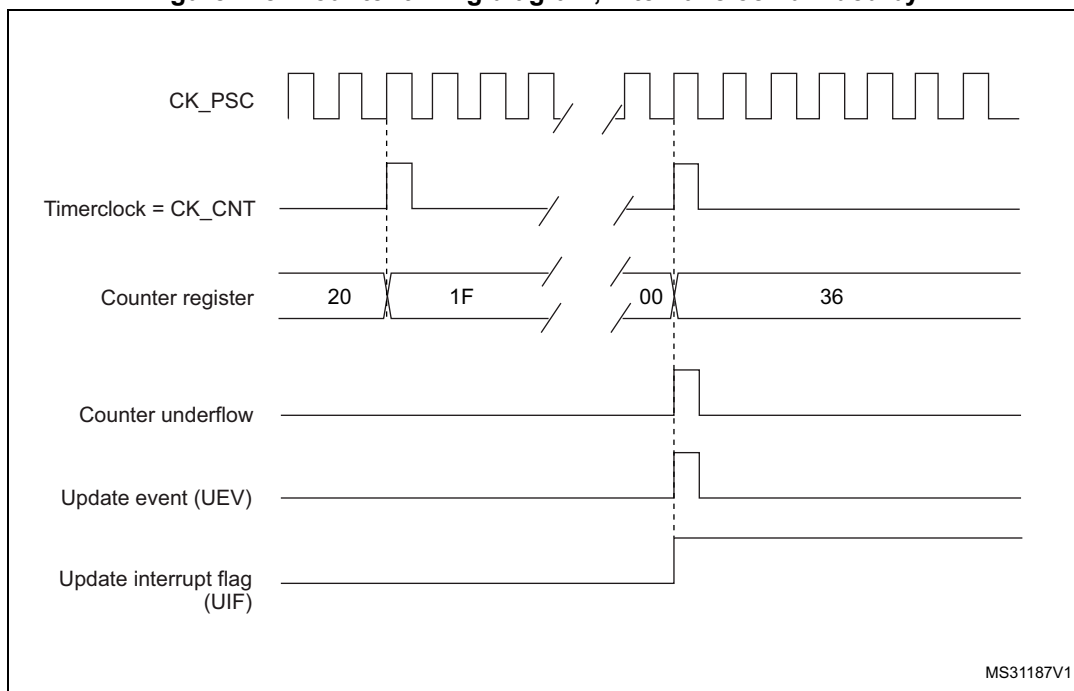 CK_PSC
Timerclock = CK_CNT
Counter register
20
1F
00
36
Counter underflow
Update event (UEV)
Update interrupt flag
(UIF)
MS31187V1